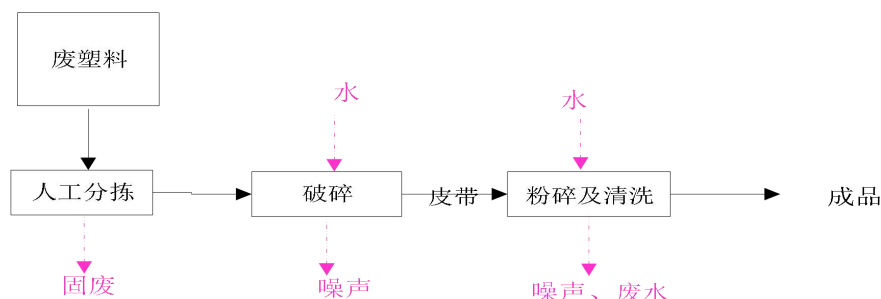 废塑料
水
水
人工分拣
破碎
皮带
粉碎及清洗
成品
固废
噪声
噪声、废水